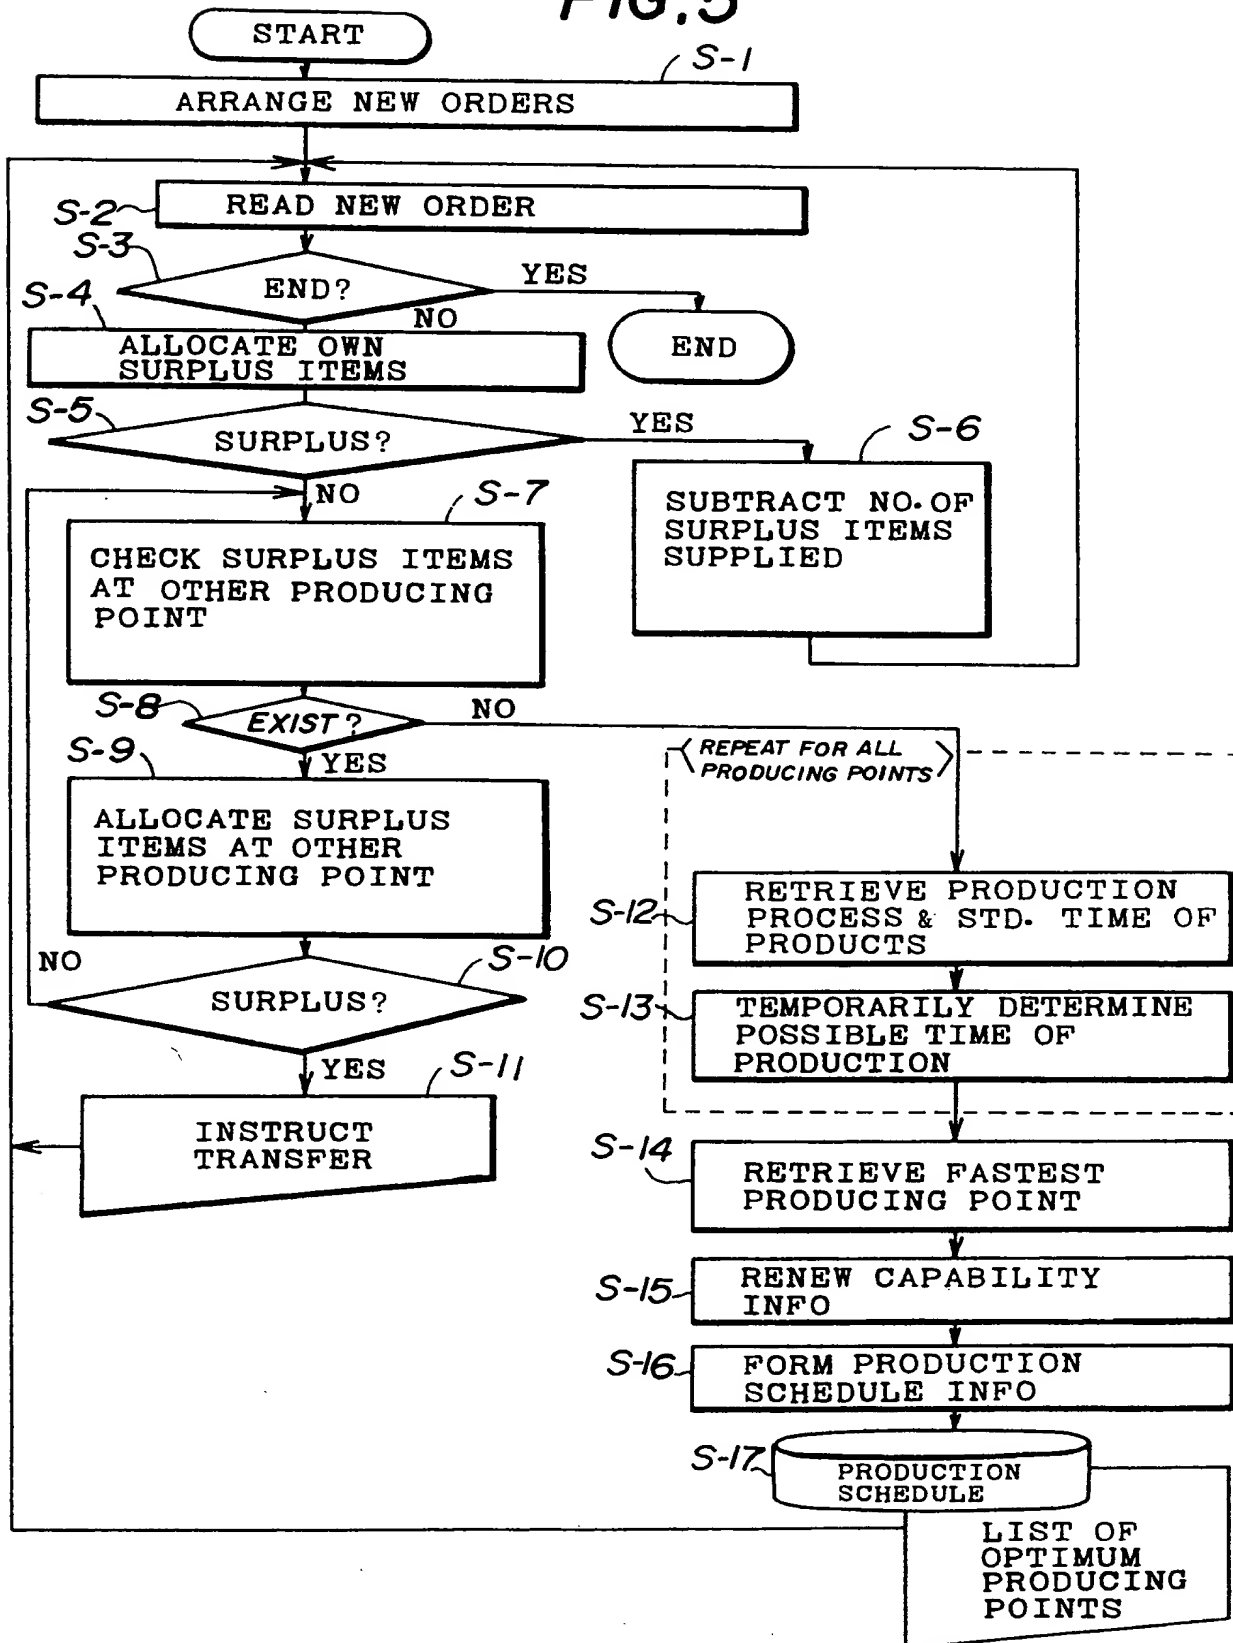 FIG.5
START
S-1
ARRANGE NEW ORDERS
S-2
READ NEW ORDER
S-3
END?
YES
NO
END
S-4
ALLOCATE OWN
SURPLUS ITEMS
S-5
SURPLUS?
YES
NO
S-6
SUBTRACT NO. OF
SURPLUS ITEMS
SUPPLIED
S-7
CHECK SURPLUS ITEMS
AT OTHER PRODUCING
POINT
S-8
EXIST?
NO
YES
S-9
ALLOCATE SURPLUS
ITEMS AT OTHER
PRODUCING POINT
NO
S-10
SURPLUS?
YES
S-11
INSTRUCT
TRANSFER
REPEAT FOR ALL
PRODUCING POINTS
S-12
RETRIEVE PRODUCTION
PROCESS & STD. TIME OF
PRODUCTS
S-13
TEMPORARILY DETERMINE
POSSIBLE TIME OF
PRODUCTION
S-14
RETRIEVE FASTEST
PRODUCING POINT
S-15
RENEW CAPABILITY
INFO
S-16
FORM PRODUCTION
SCHEDULE INFO
S-17
PRODUCTION
SCHEDULE
LIST OF
OPTIMUM
PRODUCING
POINTS